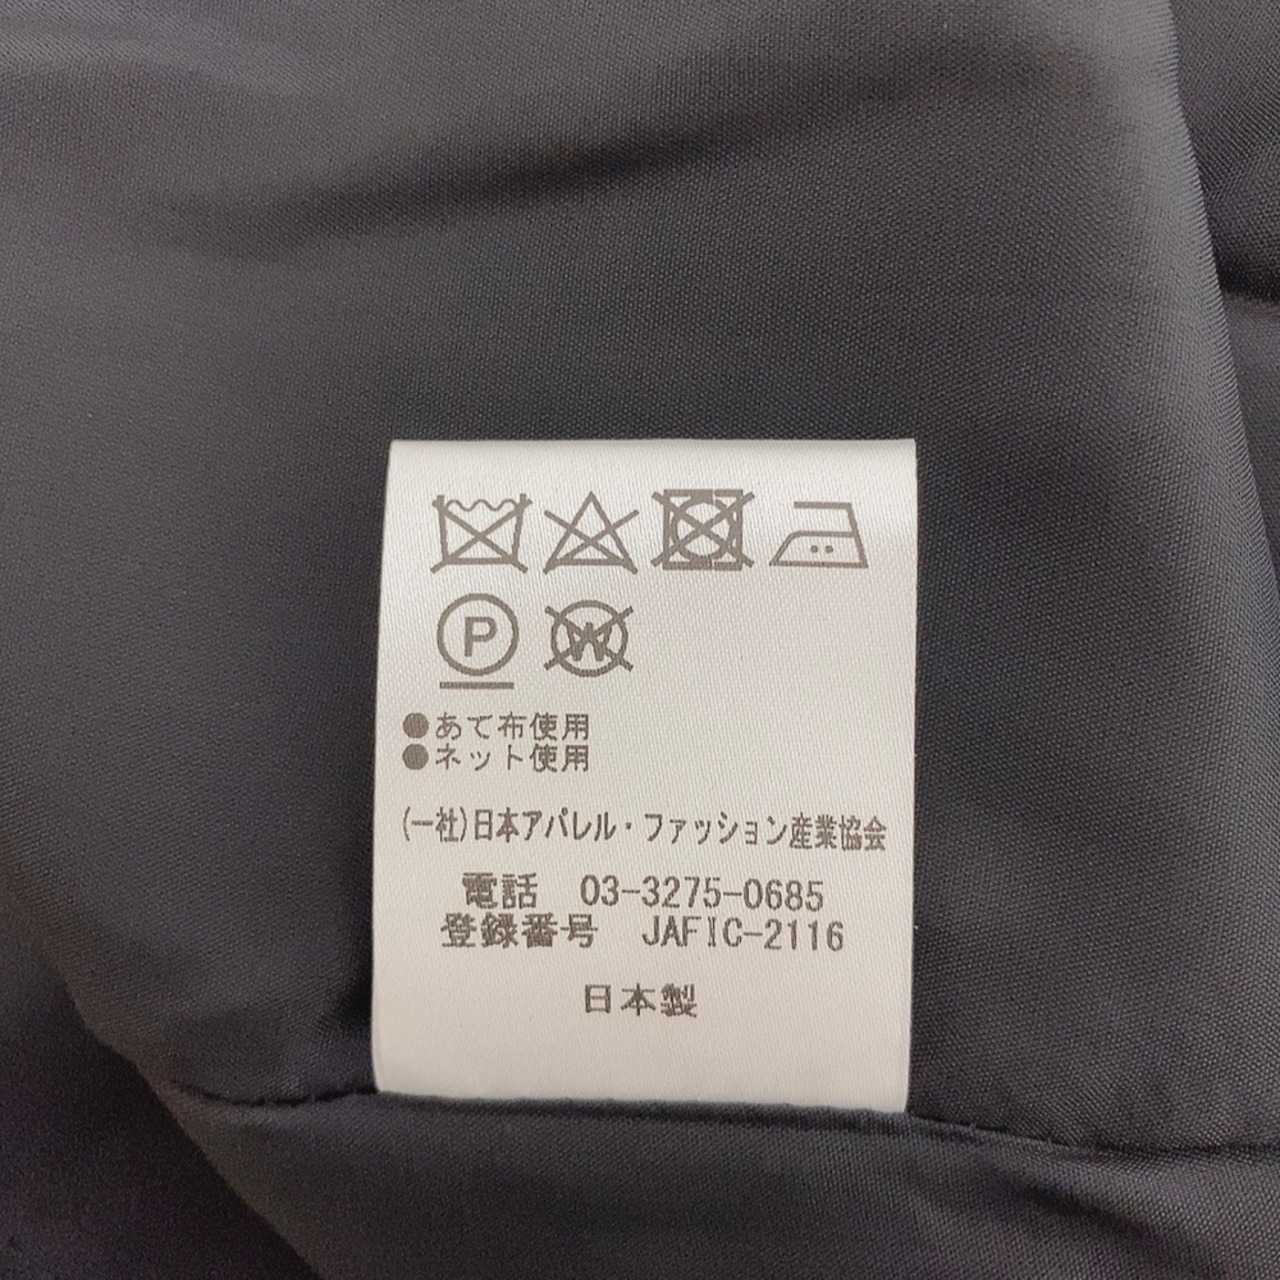 P W
●あて布使用
●ネット使用
(一社)日本アパレル・ファッション産業協会
電話 03-3275-0685
登録番号 JAFIC-2116
日本製